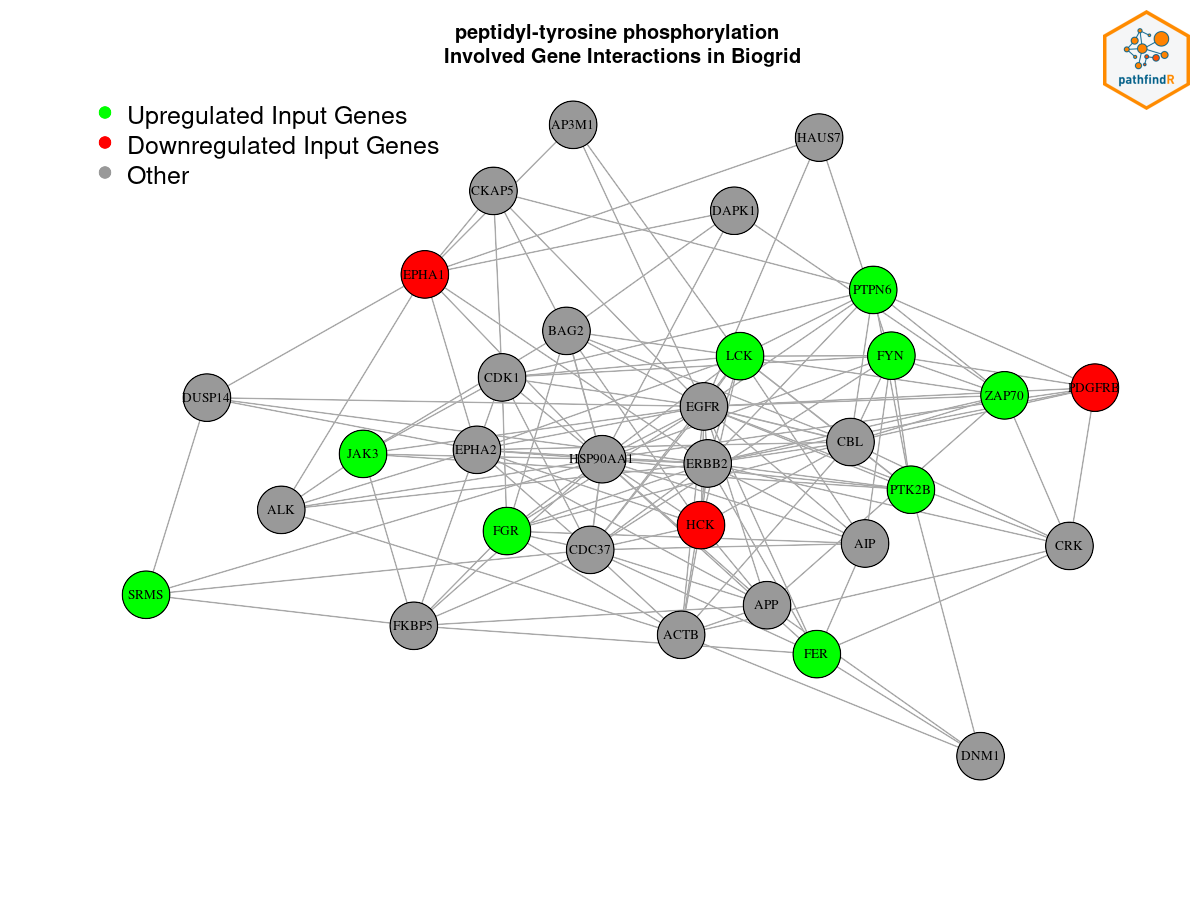 peptidyl-tyrosine phosphorylation
Involved Gene Interactions in Biogrid
pathfindR
Upregulated Input Genes
Downregulated Input Genes
Other
AP3M1
HAUS7
CKAP5
DAPK1
EPHA1
PTPN6
BAG2
LCK
FYN
CDK1
PDGFRB
DUSP14
ZAP70
EGFR
CBL
EPHA2
JAK3
HSP90AA1
ERBB2
PTK2B
ALK
HCK
FGR
AIP
CRK
CDC37
SRMS
APP
FKBP5
ACTB
FER
DNM1